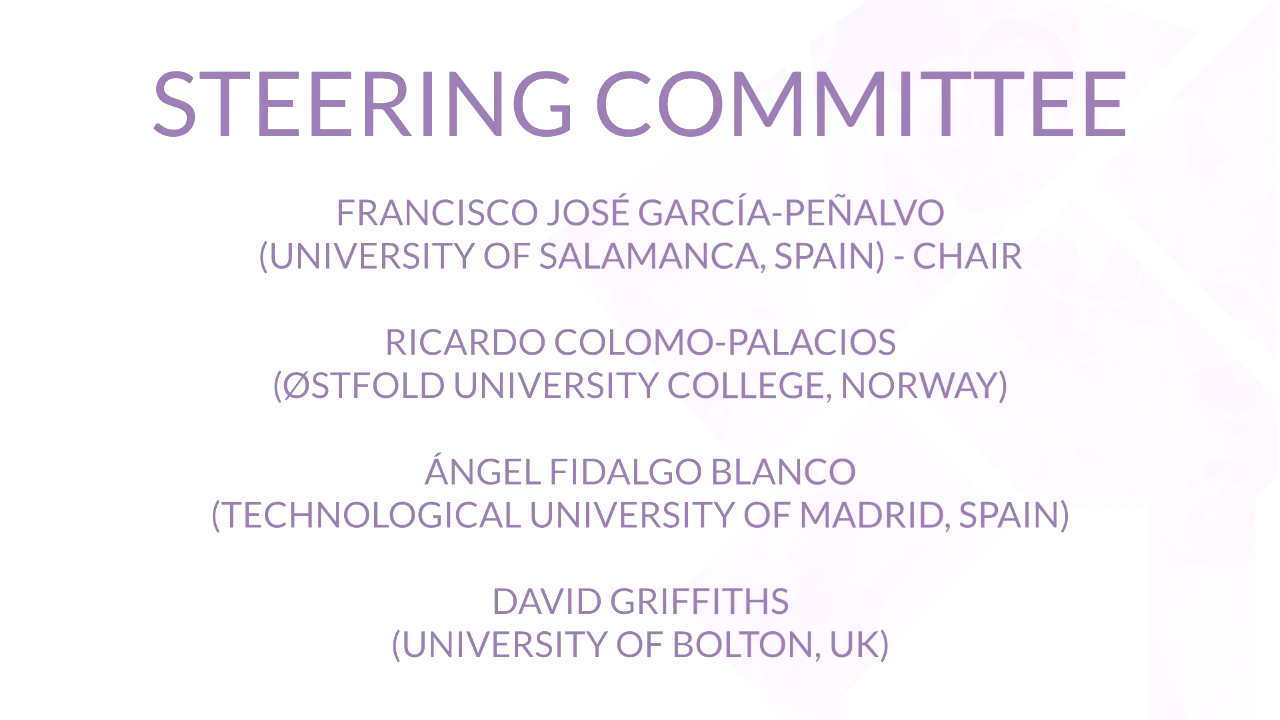 STEERING COMMITTEE
FRANCISCO JOSÉ GARCÍA-PEÑALVO
(UNIVERSITY OF SALAMANCA, SPAIN) - CHAIR
RICARDO COLOMO-PALACIOS
(ØSTFOLD UNIVERSITY COLLEGE, NORWAY)
ÁNGEL FIDALGO BLANCO
(TECHNOLOGICAL UNIVERSITY OF MADRID, SPAIN)
DAVID GRIFFITHS
(UNIVERSITY OF BOLTON, UK)